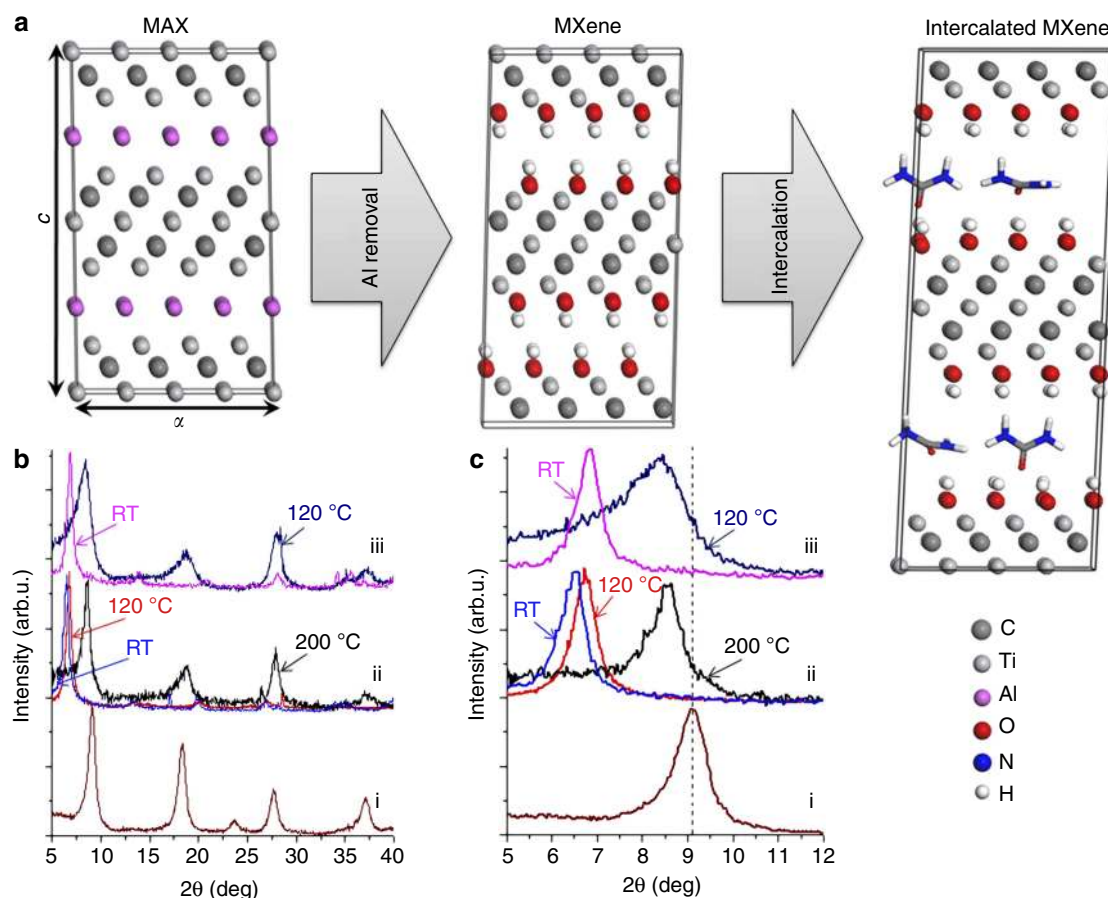 a
MAX
MXene
Intercalated MXene
c
Al removal
Intercalation
α
b
RT
120 °C
iii
120 °C
RT
200 °C
ii
i
Intensity (arb.u.)
5 10 15 20 25 30 35 40
2θ (deg)
c
RT
120 °C
iii
RT
120 °C
200 °C
ii
i
Intensity (arb.u.)
5 6 7 8 9 10 11 12
2θ (deg)
C
Ti
Al
O
N
H